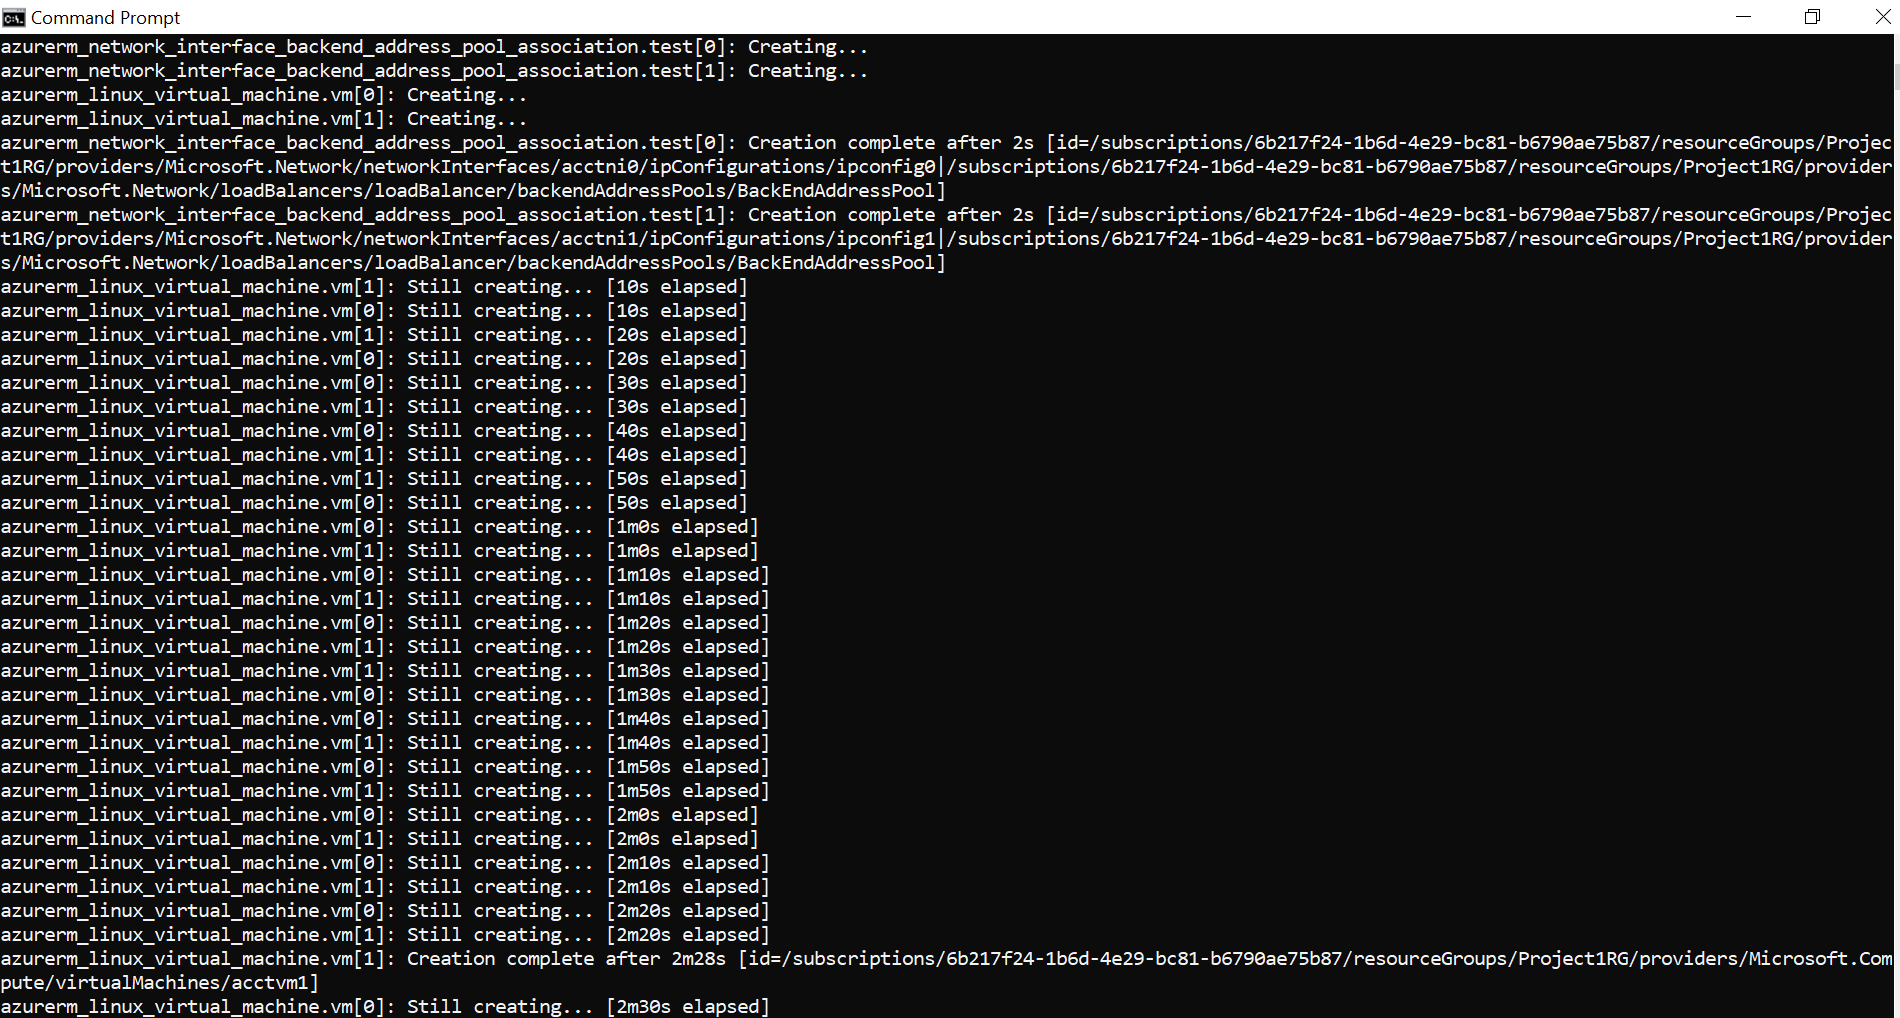 Command Prompt
azurerm_network_interface_backend_address_pool_association.test[0]: Creating...
azurerm_network_interface_backend_address_pool_association.test[1]: Creating...
azurerm_linux_virtual_machine.vm[0]: Creating...
azurerm_linux_virtual_machine.vm[1]: Creating...
azurerm_network_interface_backend_address_pool_association.test[0]: Creation complete after 2s [id=/subscriptions/6b217f24-1b6d-4e29-bc81-b6790ae75b87/resourceGroups/Projec
t1RG/providers/Microsoft.Network/networkInterfaces/acctni0/ipConfigurations/ipconfig0|/subscriptions/6b217f24-1b6d-4e29-bc81-b6790ae75b87/resourceGroups/Project1RG/provider
s/Microsoft.Network/loadBalancers/loadBalancer/backendAddressPools/BackEndAddressPool]
azurerm_network_interface_backend_address_pool_association.test[1]: Creation complete after 2s [id=/subscriptions/6b217f24-1b6d-4e29-bc81-b6790ae75b87/resourceGroups/Projec
t1RG/providers/Microsoft.Network/networkInterfaces/acctni1/ipConfigurations/ipconfig1|/subscriptions/6b217f24-1b6d-4e29-bc81-b6790ae75b87/resourceGroups/Project1RG/provider
s/Microsoft.Network/loadBalancers/loadBalancer/backendAddressPools/BackEndAddressPool]
azurerm_linux_virtual_machine.vm[1]: Still creating... [10s elapsed]
azurerm_linux_virtual_machine.vm[0]: Still creating... [10s elapsed]
azurerm_linux_virtual_machine.vm[1]: Still creating... [20s elapsed]
azurerm_linux_virtual_machine.vm[0]: Still creating... [20s elapsed]
azurerm_linux_virtual_machine.vm[0]: Still creating... [30s elapsed]
azurerm_linux_virtual_machine.vm[1]: Still creating... [30s elapsed]
azurerm_linux_virtual_machine.vm[0]: Still creating... [40s elapsed]
azurerm_linux_virtual_machine.vm[1]: Still creating... [40s elapsed]
azurerm_linux_virtual_machine.vm[1]: Still creating... [50s elapsed]
azurerm_linux_virtual_machine.vm[0]: Still creating... [50s elapsed]
azurerm_linux_virtual_machine.vm[0]: Still creating... [1m0s elapsed]
azurerm_linux_virtual_machine.vm[1]: Still creating... [1m0s elapsed]
azurerm_linux_virtual_machine.vm[0]: Still creating... [1m10s elapsed]
azurerm_linux_virtual_machine.vm[1]: Still creating... [1m10s elapsed]
azurerm_linux_virtual_machine.vm[0]: Still creating... [1m20s elapsed]
azurerm_linux_virtual_machine.vm[1]: Still creating... [1m20s elapsed]
azurerm_linux_virtual_machine.vm[1]: Still creating... [1m30s elapsed]
azurerm_linux_virtual_machine.vm[0]: Still creating... [1m30s elapsed]
azurerm_linux_virtual_machine.vm[0]: Still creating... [1m40s elapsed]
azurerm_linux_virtual_machine.vm[1]: Still creating... [1m40s elapsed]
azurerm_linux_virtual_machine.vm[0]: Still creating... [1m50s elapsed]
azurerm_linux_virtual_machine.vm[1]: Still creating... [1m50s elapsed]
azurerm_linux_virtual_machine.vm[0]: Still creating... [2m0s elapsed]
azurerm_linux_virtual_machine.vm[1]: Still creating... [2m0s elapsed]
azurerm_linux_virtual_machine.vm[0]: Still creating... [2m10s elapsed]
azurerm_linux_virtual_machine.vm[1]: Still creating... [2m10s elapsed]
azurerm_linux_virtual_machine.vm[0]: Still creating... [2m20s elapsed]
azurerm_linux_virtual_machine.vm[1]: Still creating... [2m20s elapsed]
azurerm_linux_virtual_machine.vm[1]: Creation complete after 2m28s [id=/subscriptions/6b217f24-1b6d-4e29-bc81-b6790ae75b87/resourceGroups/Project1RG/providers/Microsoft.Com
pute/virtualMachines/acctvm1]
azurerm_linux_virtual_machine.vm[0]: Still creating... [2m30s elapsed]